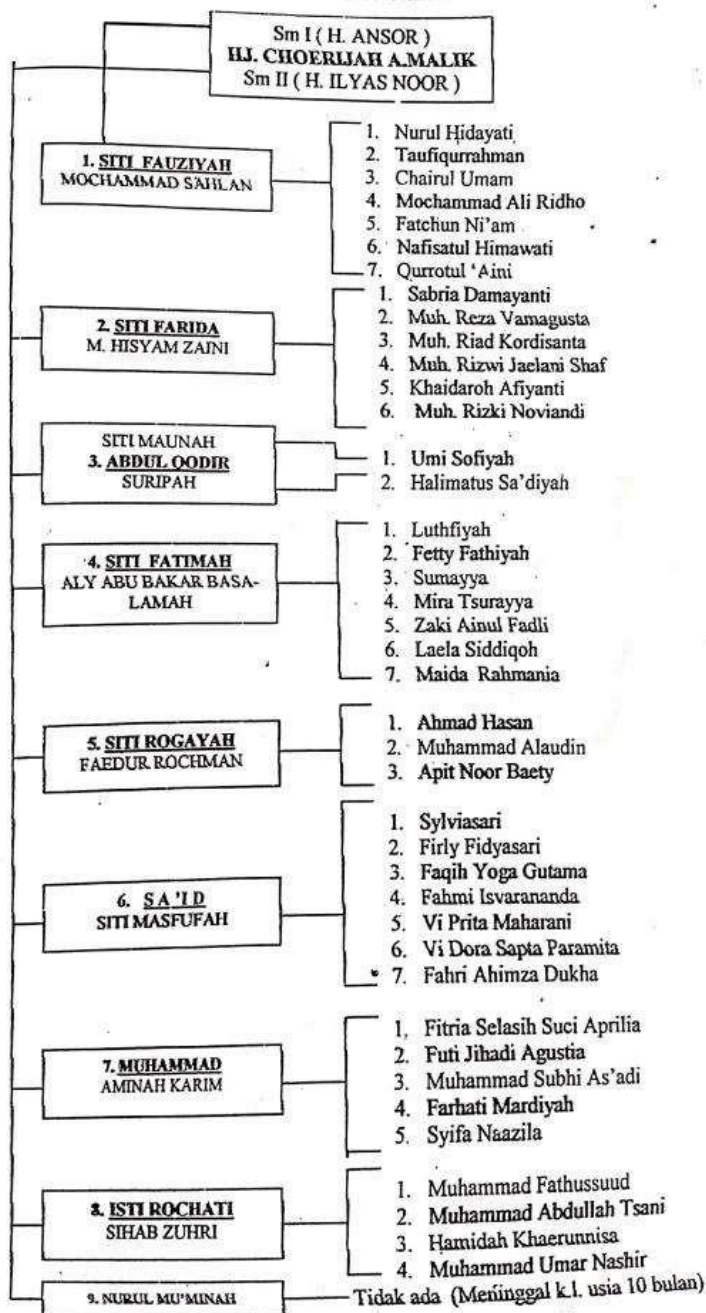 Sm I ( H. ANSOR )
HJ. CHOERIJAH A.MALIK
Sm II ( H. ILYAS NOOR )
1. SITI FAUZIYAH
MOCHAMMAD SAHLAN
1. Nurul Hidayati
2. Taufiqurrahman
3. Chairul Umam
4. Mochammad Ali Ridho
5. Fatchun Ni'am
6. Nafisatul Himawati
7. Qurrotul 'Aini
2. SITI FARIDA
M. HISYAM ZAINI
1. Sabria Damayanti
2. Muh. Reza Vamagusta
3. Muh. Riad Kordisanta
4. Muh. Rizwi Jaelani Shaf
5. Khaidaroh Afiyanti
6. Muh. Rizki Noviandi
SITI MAUNAH
3. ABDUL QODIR
SURIPAH
1. Umi Sofiyah
2. Halimatus Sa'diyah
4. SITI FATIMAH
ALY ABU BAKAR BASA-
LAMAH
1. Luthfiyah
2. Fetty Fathiyah
3. Sumayya
4. Mira Tsurayya
5. Zaki Ainul Fadli
6. Laela Siddiqoh
7. Maida Rahmania
5. SITI ROGAYAH
FAEDUR ROCHMAN
1. Ahmad Hasan
2. Muhammad Alaudin
3. Apit Noor Baety
6. SA'ID
SITI MASFUFAH
1. Sylviasari
2. Firly Fidyasari
3. Faqih Yoga Gutama
4. Fahmi Isvarananda
5. Vi Prita Maharani
6. Vi Dora Sapta Paramita
7. Fahri Ahimza Dukha
7. MUHAMMAD
AMINAH KARIM
1. Fitria Selasih Suci Aprilia
2. Futi Jihadi Agustia
3. Muhammad Subhi As'adi
4. Farhati Mardiyah
5. Syifa Naazila
8. ISTI ROCHATI
SIHAB ZUHRI
1. Muhammad Fathussuud
2. Muhammad Abdullah Tsani
3. Hamidah Khaerunnisa
4. Muhammad Umar Nashir
9. NURUL MU'MINAH
Tidak ada (Meninggal k.l. usia 10 bulan)